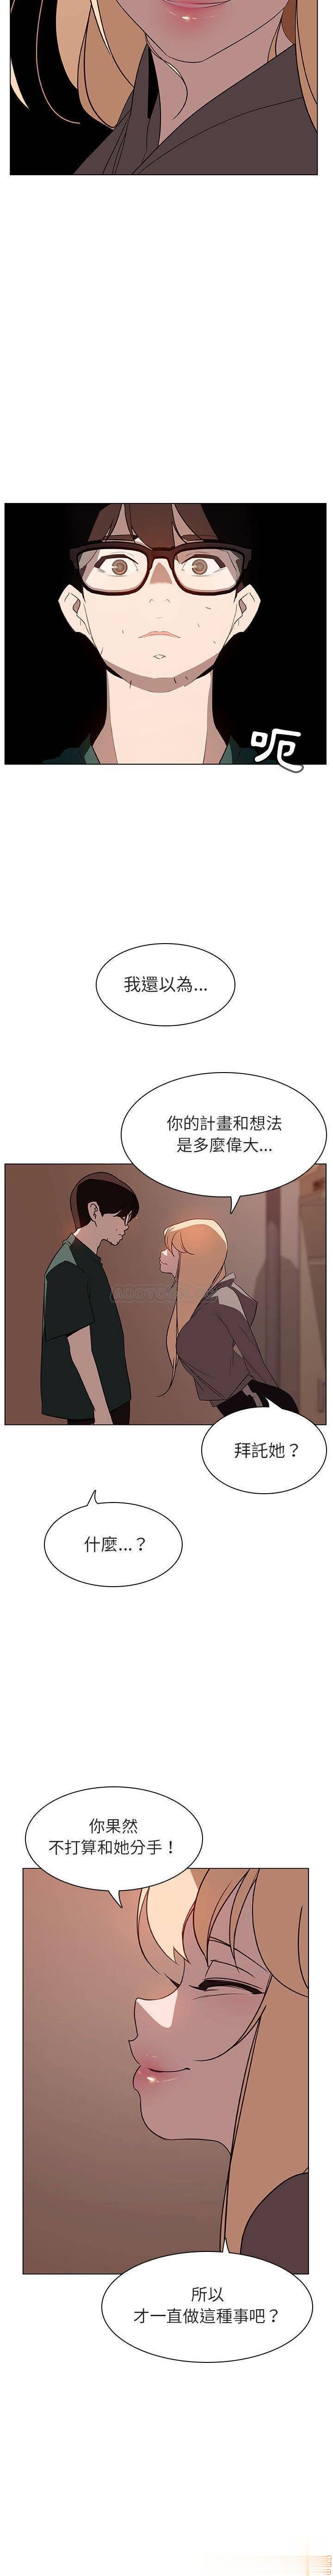 呃
我還以為...
你的計畫和想法
是多麼偉大...
拜託她？
什麼...？
你果然
不打算和她分手！
所以
才一直做這種事吧？